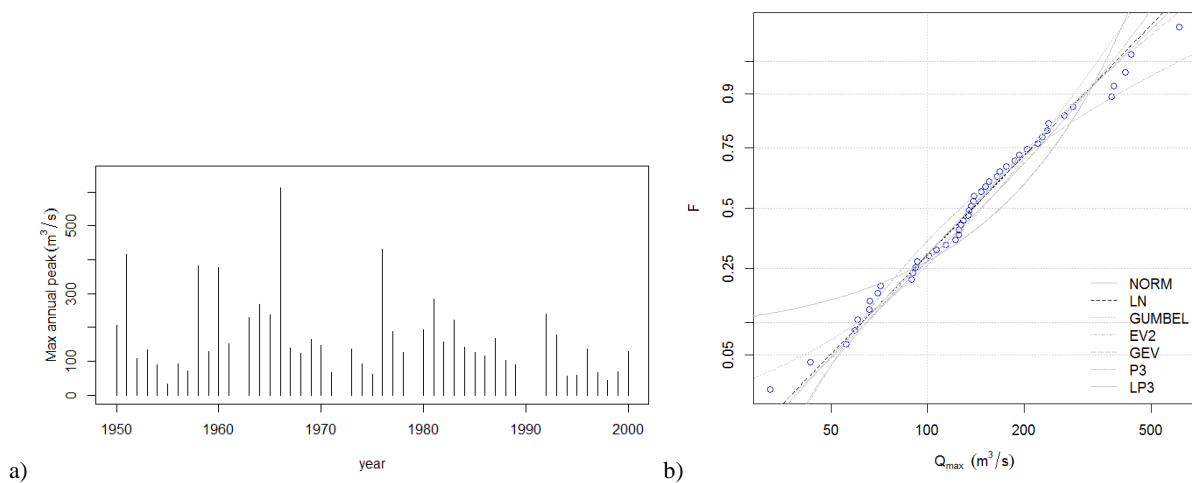 a)
Max annual peak (m³/s)
0 100 300 500
1950 1960 1970 1980 1990 2000
year
b)
F
0.9
0.75
0.5
0.25
0.05
NORM
LN
GUMBEL
EV2
GEV
P3
LP3
50 100 200 500
Qmax (m³/s)